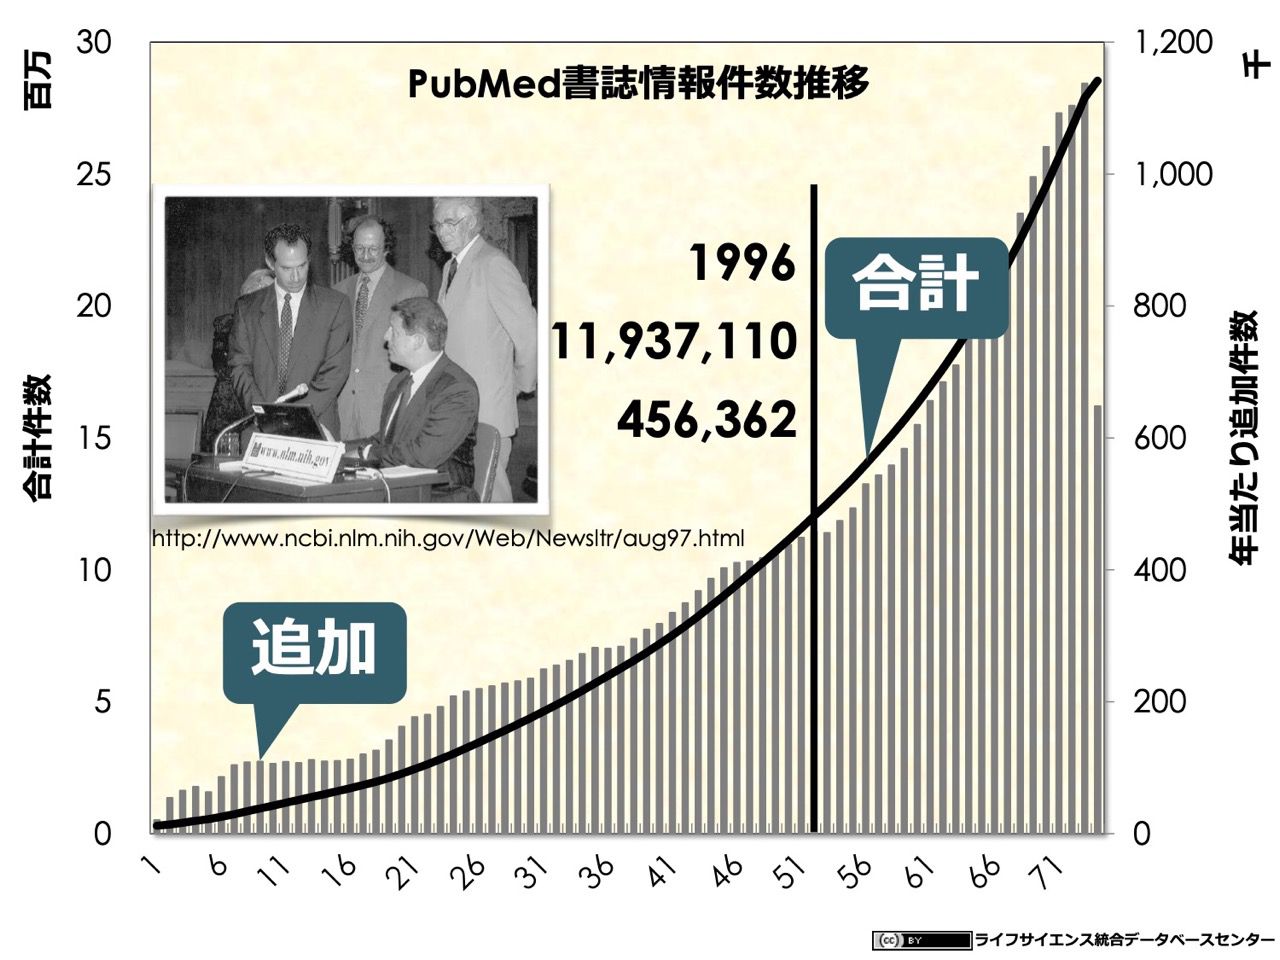 PubMed書誌情報件数推移
百万
千
合計件数
年当たり追加件数
30
25
20
15
10
5
0
1,200
1,000
800
600
400
200
0
1996
11,937,110
456,362
合計
追加
www.nlm.nih.gov
http://www.ncbi.nlm.nih.gov/Web/Newsltr/aug97.html
1 6 11 16 21 26 31 36 41 46 51 56 61 66 71
cc BY ライフサイエンス統合データベースセンター